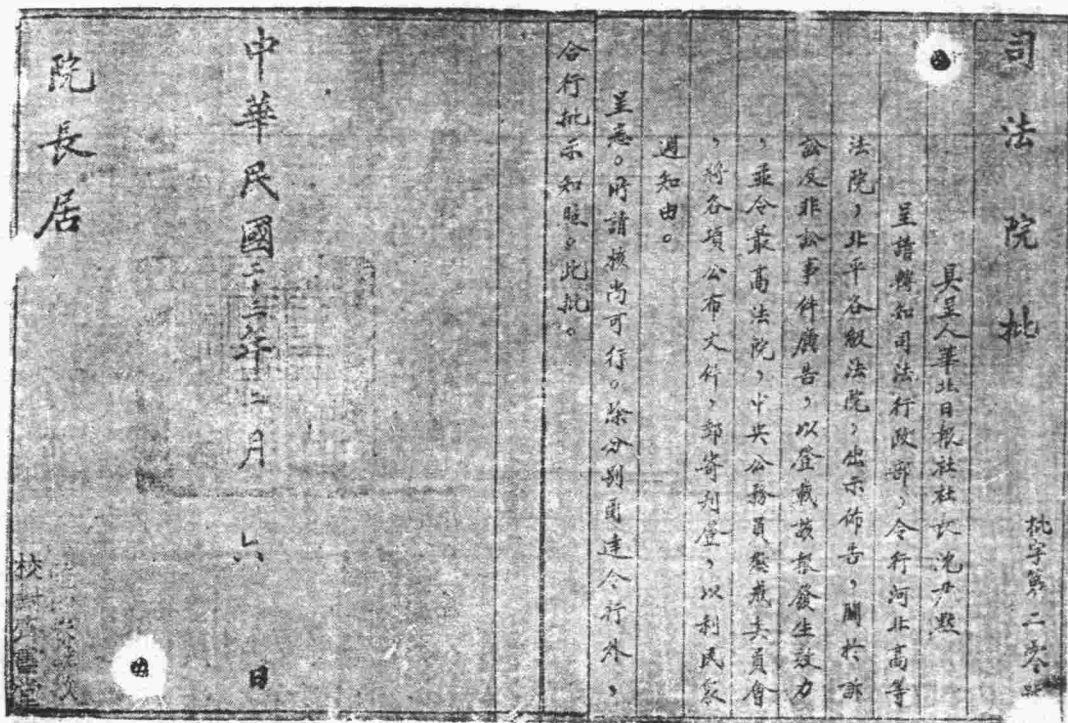 司法院批
批字第二零號
具呈人華北日報社社長沈尹默
呈請轉知司法行政部，令行河北高等
法院，北平各級法院，出示佈告，關於訴
訟及非訟事件廣告，以登載該報發生效力
，並令最高法院，中央公務員懲戒委員會
，將各項公布文件，郵寄刊登，以利民衆
週知由。
呈悉。所請核尚可行。除分別函達令行外，
合行批示知照，此批。
中華民國二十三年二月六日
院長居
校對